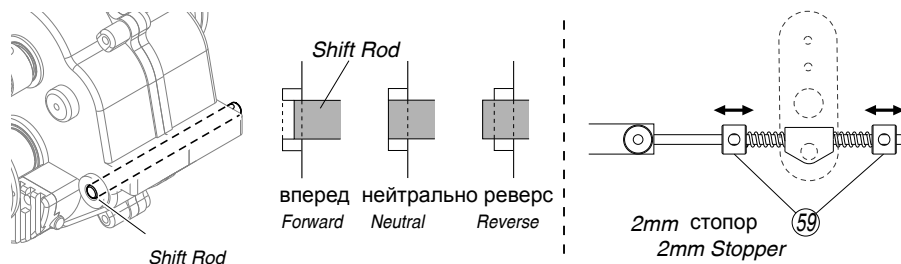 Shift Rod
вперед нейтрально реверс
Forward Neutral Reverse
Shift Rod
59
2mm стопор
2mm Stopper